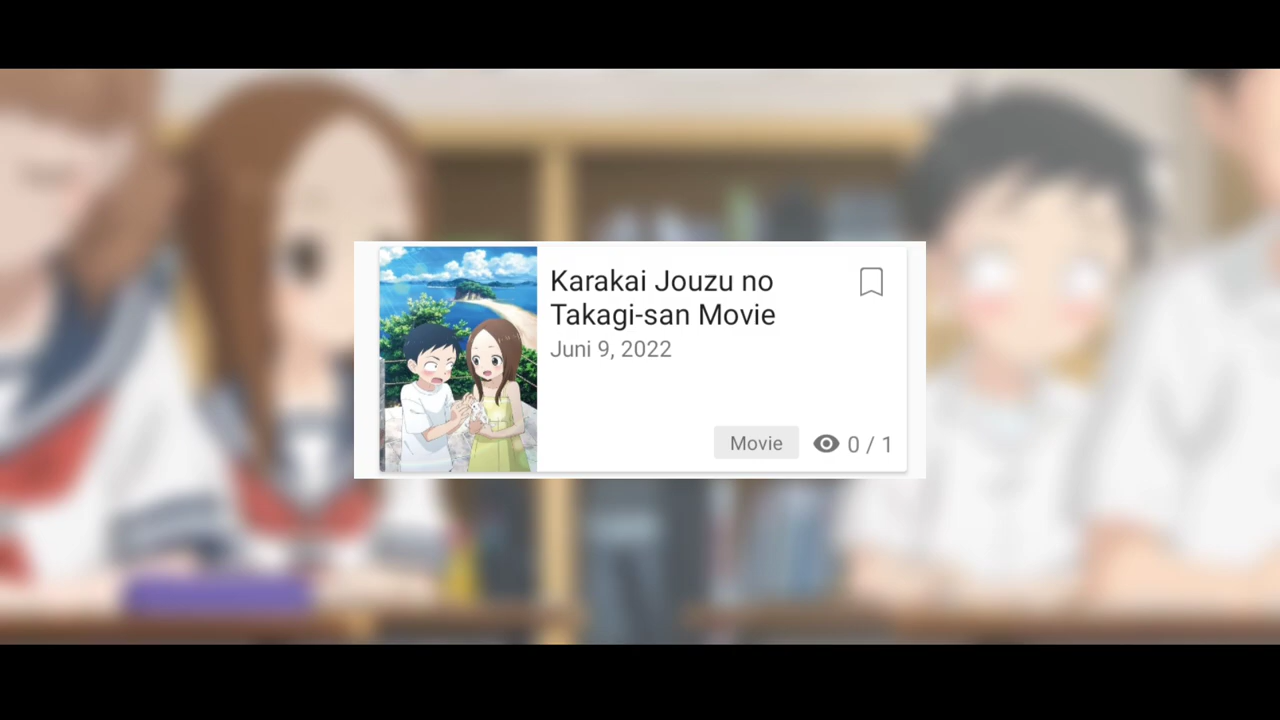 Karakai Jouzu no
Takagi-san Movie
Juni 9, 2022
Movie 0 / 1